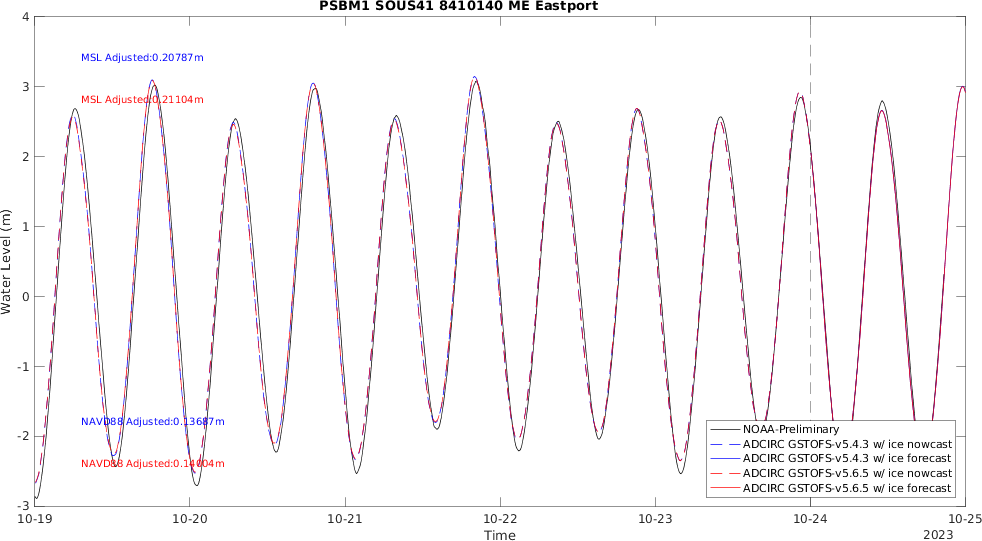 PSBM1 SOUS41 8410140 ME Eastport
4
3
2
1
0
-1
-2
-3
Water Level (m)
MSL Adjusted:0.20787m
MSL Adjusted:0.21104m
NAVD88 Adjusted:0.13687m
NAVD88 Adjusted:0.14004m
NOAA-Preliminary
ADCIRC GSTOFS-v5.4.3 w/ ice nowcast
ADCIRC GSTOFS-v5.4.3 w/ ice forecast
ADCIRC GSTOFS-v5.6.5 w/ ice nowcast
ADCIRC GSTOFS-v5.6.5 w/ ice forecast
10-19 10-20 10-21 10-22 10-23 10-24 10-25
Time
2023